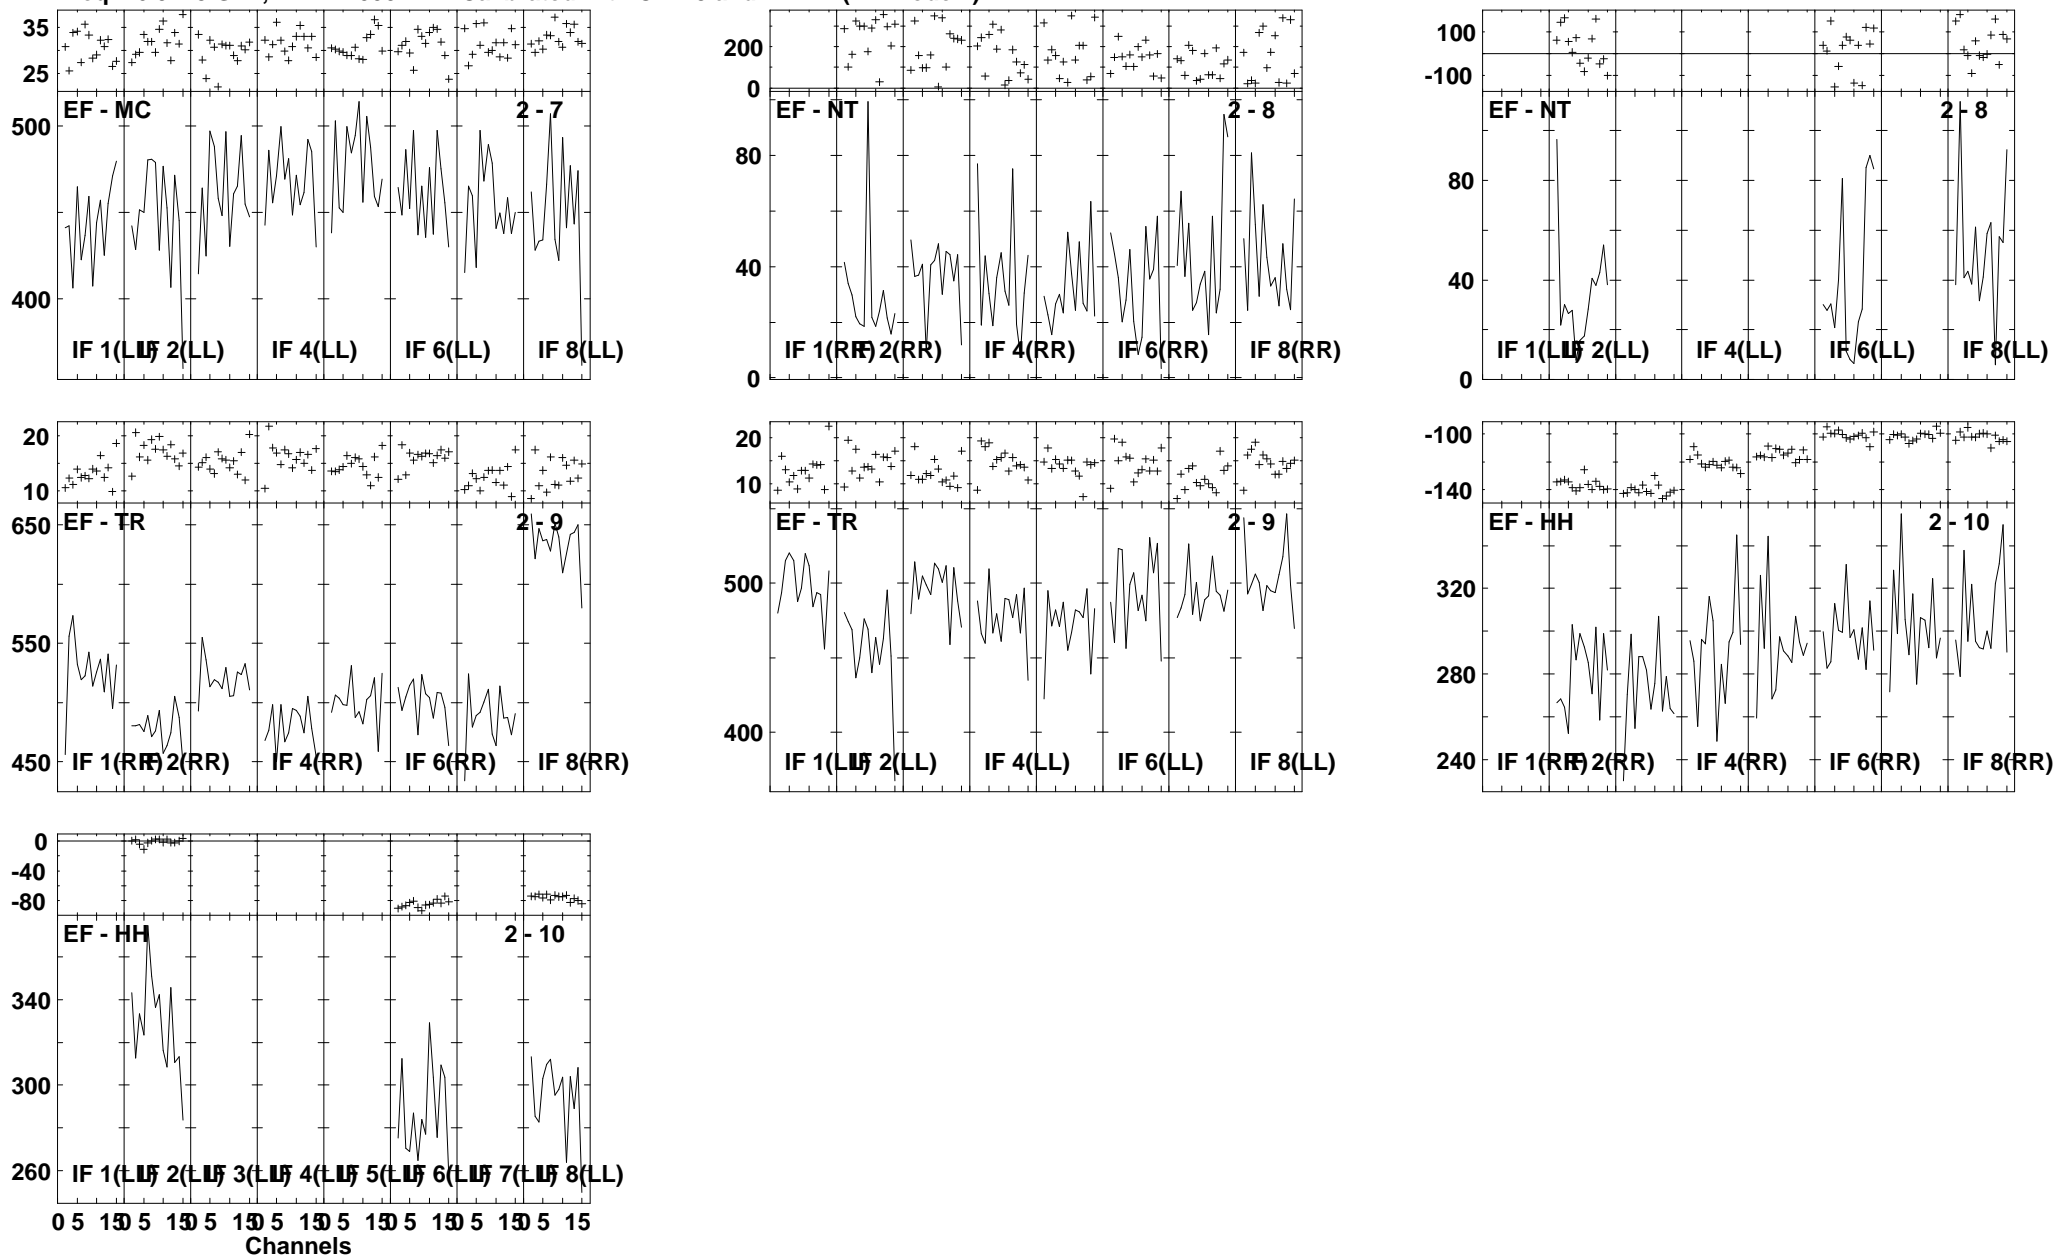 35
25
EF - MC 2 - 7
500
400
IF 1(LL) IF 2(LL) IF 4(LL) IF 6(LL) IF 8(LL)
200
0
EF - NT 2 - 8
80
40
0
IF 1(RR) IF 2(RR) IF 4(RR) IF 6(RR) IF 8(RR)
100
-100
EF - NT 2 - 8
80
40
0
IF 1(LL) IF 2(LL) IF 4(LL) IF 6(LL) IF 8(LL)
20
10
EF - TR 2 - 9
650
550
450
IF 1(RR) IF 2(RR) IF 4(RR) IF 6(RR) IF 8(RR)
20
10
EF - TR 2 - 9
500
400
IF 1(LL) IF 2(LL) IF 4(LL) IF 6(LL) IF 8(LL)
-100
-140
EF - HH 2 - 10
320
280
240
IF 1(RR) IF 2(RR) IF 4(RR) IF 6(RR) IF 8(RR)
0
-40
-80
EF - HH 2 - 10
340
300
260
IF 1(LL) IF 2(LL) IF 3(LL) IF 4(LL) IF 5(LL) IF 6(LL) IF 7(LL) IF 8(LL)
0 5 15 0 5 15 0 5 15 0 5 15 0 5 15 0 5 15 0 5 15 0 5 15
Channels